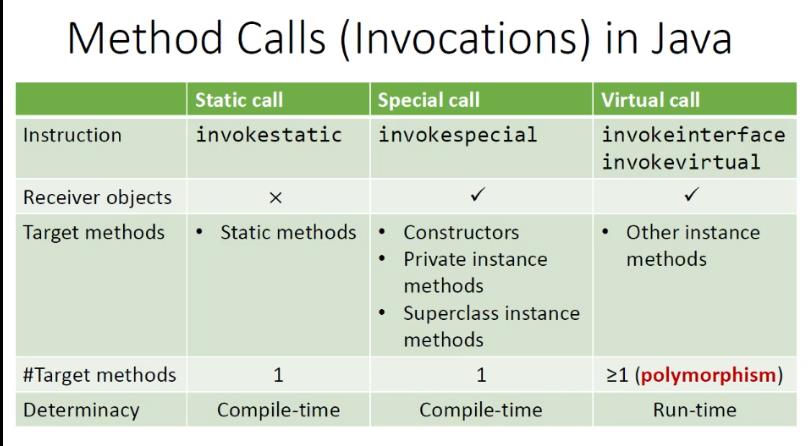 Method Calls (Invocations) in Java
Static call Special call Virtual call
Instruction invokestatic invokespecial invokeinterface
invokevirtual
Receiver objects × ✓ ✓
Target methods • Static methods • Constructors • Other instance
• Private instance methods
methods
• Superclass instance
methods
#Target methods 1 1 ≥1 (polymorphism)
Determinacy Compile-time Compile-time Run-time